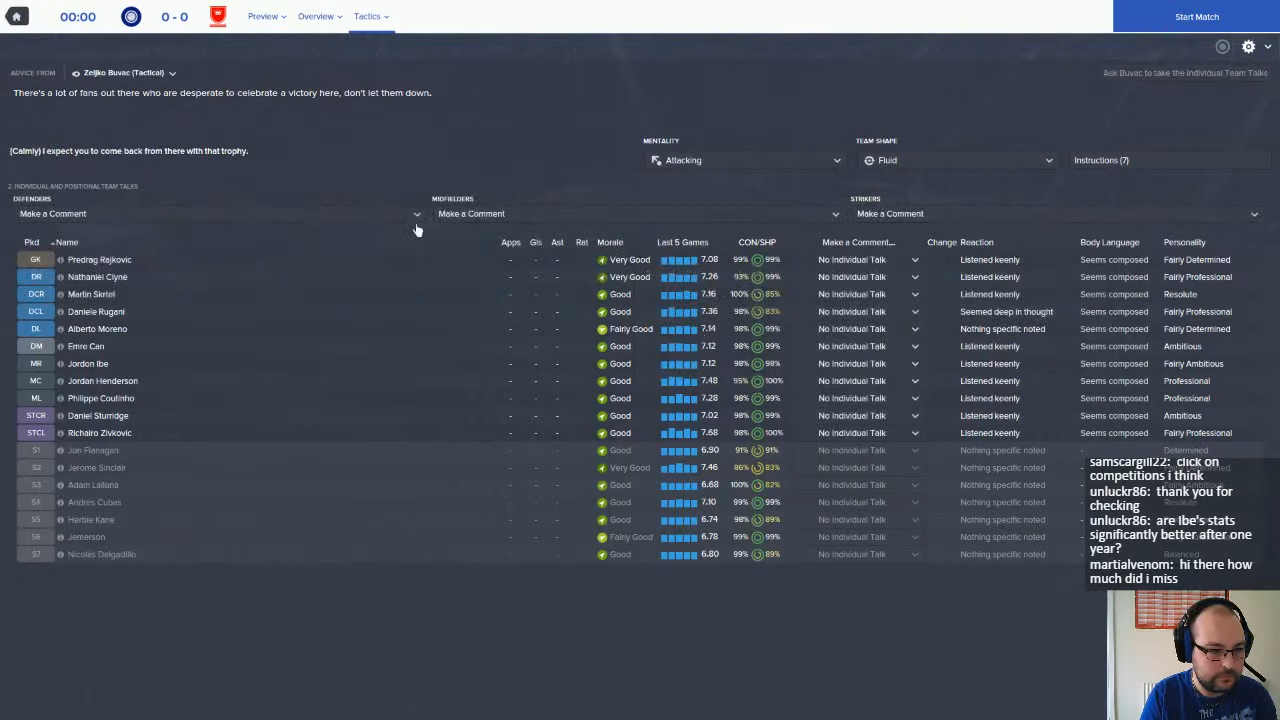 00:00 0 - 0 Preview Overview Tactics Start Match
ADVICE FROM Zeljko Buvac (Tactical) Ask Buvac to take the Individual Team Talks
There's a lot of fans out there who are desperate to celebrate a victory here, don't let them down.
MENTALITY TEAM SHAPE
(Calmly) I expect you to come back from there with that trophy.
Attacking Fluid Instructions (7)
2. INDIVIDUAL AND POSITIONAL TEAM TALKS
DEFENDERS MIDFIELDERS STRIKERS
Make a Comment Make a Comment Make a Comment
Pkd Name Apps Gls Ast Rat Morale Last 5 Games CON/SHP Make a Comment... Change Reaction Body Language Personality
GK Predrag Rajkovic - - - - Very Good 7.08 99% 99% No Individual Talk Listened keenly Seems composed Fairly Determined
DR Nathaniel Clyne - - - - Very Good 7.26 93% 99% No Individual Talk Listened keenly Seems composed Fairly Professional
DCR Martin Skrtel - - - - Good 7.16 100% 85% No Individual Talk Listened keenly Seems composed Resolute
DCL Daniele Rugani - - - - Good 7.36 98% 83% No Individual Talk Seemed deep in thought Seems composed Fairly Professional
DL Alberto Moreno - - - - Fairly Good 7.14 98% 99% No Individual Talk Nothing specific noted Seems composed Fairly Determined
DM Emre Can - - - - Good 7.12 98% 99% No Individual Talk Listened keenly Seems composed Ambitious
MR Jordon Ibe - - - - Good 7.12 98% 98% No Individual Talk Listened keenly Seems composed Fairly Ambitious
MC Jordan Henderson - - - - Good 7.48 95% 100% No Individual Talk Listened keenly Seems composed Professional
ML Philippe Coutinho - - - - Good 7.28 98% 99% No Individual Talk Listened keenly Seems composed Professional
STCR Daniel Sturridge - - - - Good 7.02 98% 99% No Individual Talk Listened keenly Seems composed Ambitious
STCL Richairo Zivkovic - - - - Good 7.68 98% 100% No Individual Talk Listened keenly Seems composed Fairly Professional
S1 Jon Flanagan - - - - Good 6.90 91% 91% No Individual Talk Nothing specific noted - Determined
S2 Jerome Sinclair - - - - Very Good 7.46 86% 83% No Individual Talk Nothing specific noted
S3 Adam Lallana - - - - Good 6.68 100% 82% No Individual Talk Nothing specific noted
S4 Andrés Cubas - - - - Good 7.10 99% 99% No Individual Talk Nothing specific noted
S5 Herbie Kane - - - - Good 6.74 98% 89% No Individual Talk Nothing specific noted
S6 Jemerson - - - - Fairly Good 6.78 99% 99% No Individual Talk Nothing specific noted
S7 Nicolás Delgadillo - - - - Good 6.80 99% 89% No Individual Talk Nothing specific noted
samscargill22: click on
competitions i think
unluckr86: thank you for
checking
unluckr86: are Ibe's stats
significantly better after one
year?
martialvenom: hi there how
much did i miss